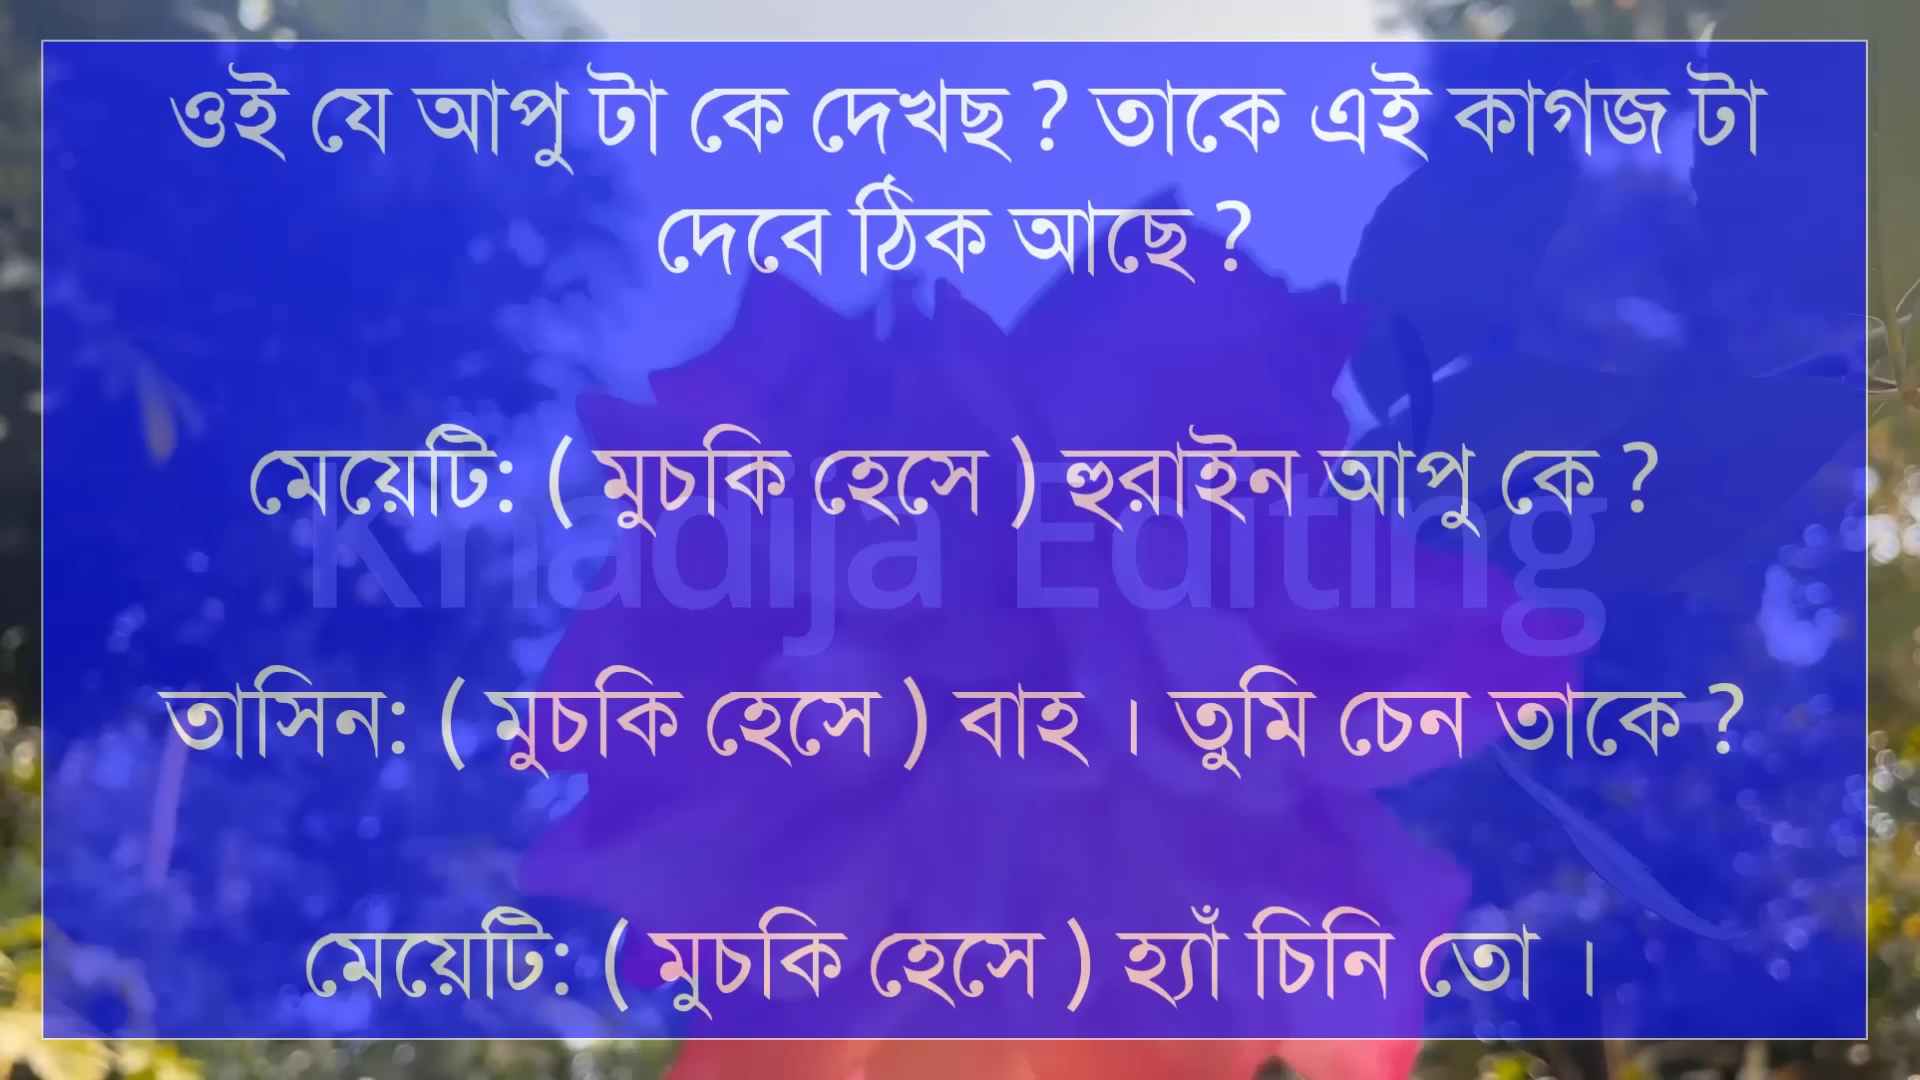 ওই যে আপু টা কে দেখছ ? তাকে এই কাগজ টা
দেবে ঠিক আছে ?
মেয়েটি: ( মুচকি হেসে ) হুরাইন আপু কে ?
Khadija Editing
তাসিন: ( মুচকি হেসে ) বাহ । তুমি চেন তাকে ?
মেয়েটি: ( মুচকি হেসে ) হ্যাঁ চিনি তো ।